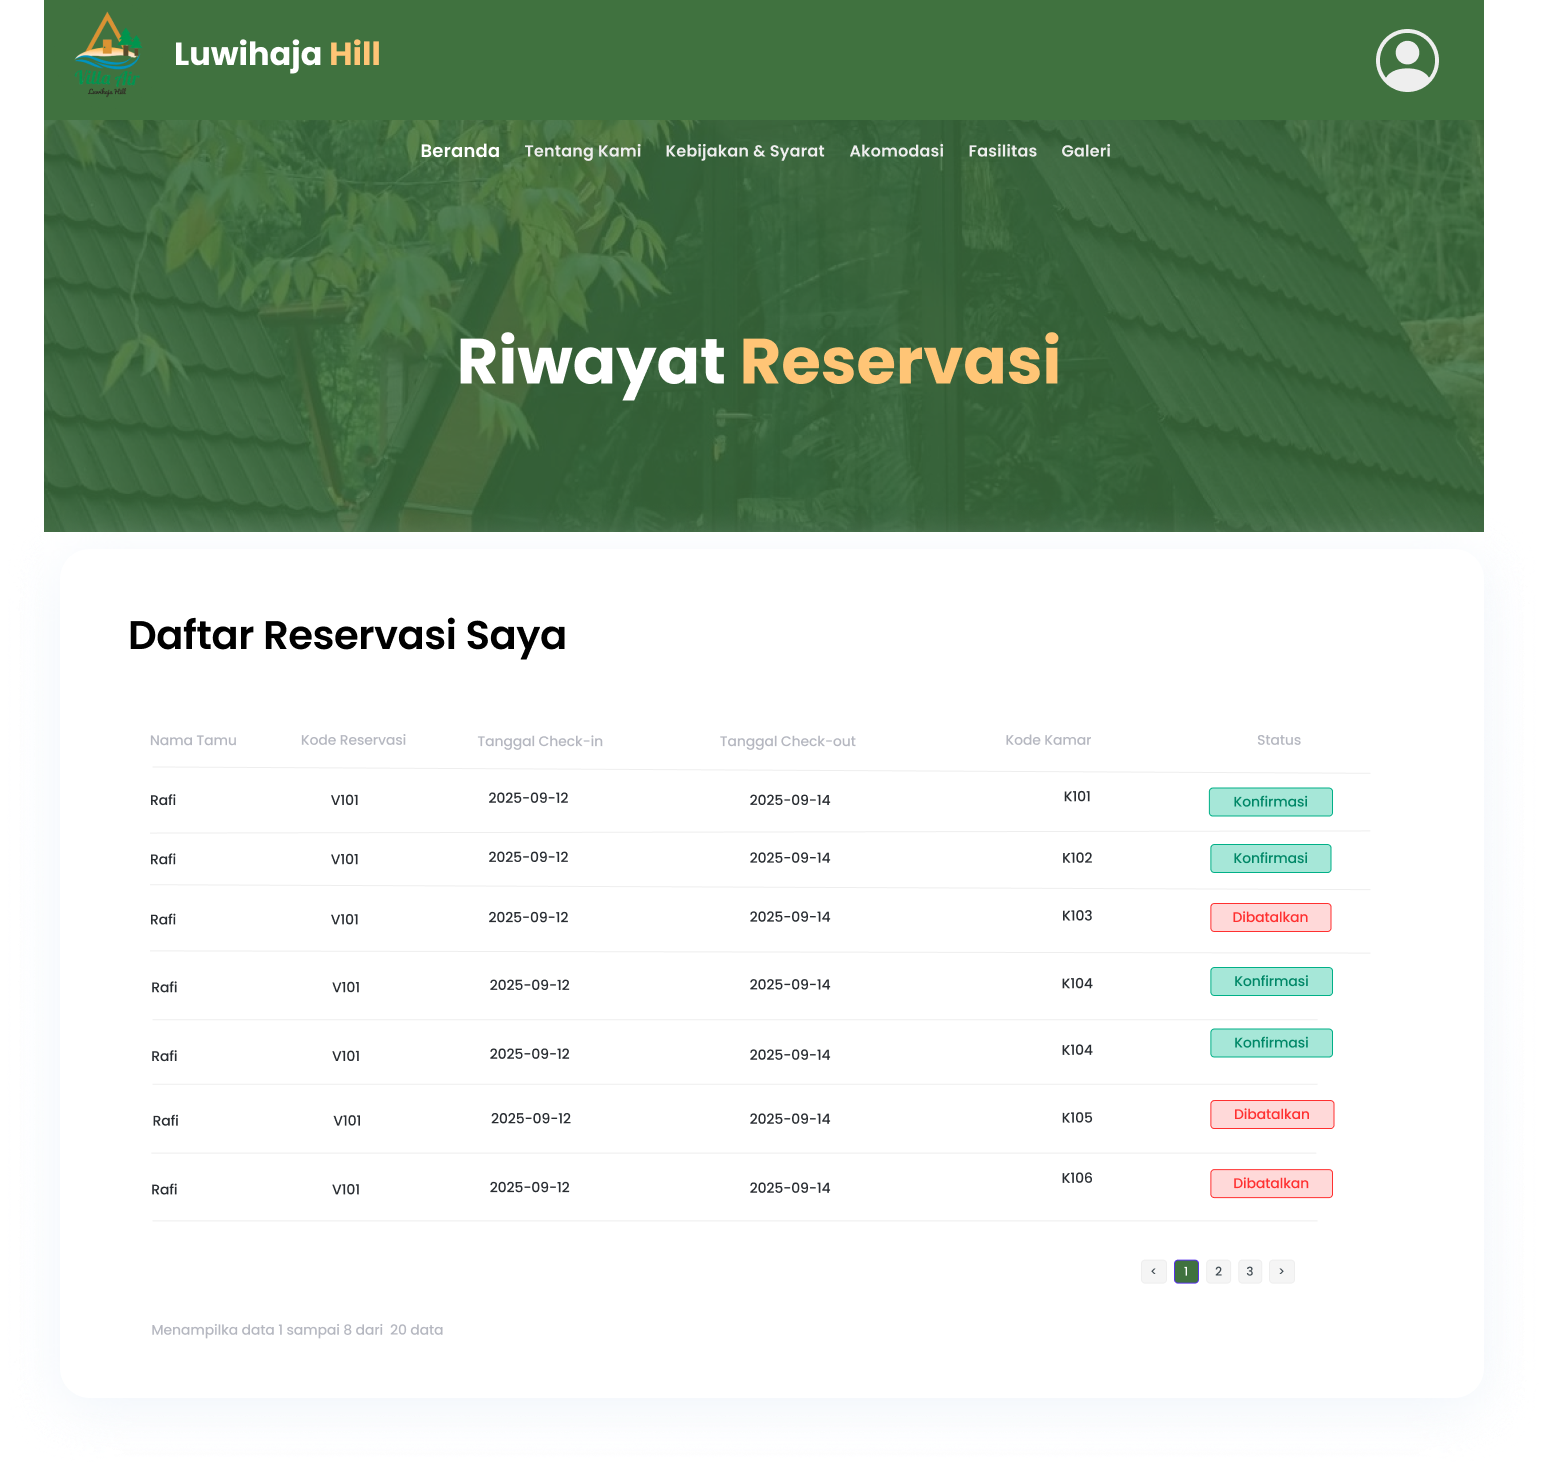 Villa Air
Luwihaja Hill
Luwihaja Hill
Beranda Tentang Kami Kebijakan & Syarat Akomodasi Fasilitas Galeri
Riwayat Reservasi
Daftar Reservasi Saya
Nama Tamu Kode Reservasi Tanggal Check-in Tanggal Check-out Kode Kamar Status
Rafi V101 2025-09-12 2025-09-14 K101 Konfirmasi
Rafi V101 2025-09-12 2025-09-14 K102 Konfirmasi
Rafi V101 2025-09-12 2025-09-14 K103 Dibatalkan
Rafi V101 2025-09-12 2025-09-14 K104 Konfirmasi
Rafi V101 2025-09-12 2025-09-14 K104 Konfirmasi
Rafi V101 2025-09-12 2025-09-14 K105 Dibatalkan
Rafi V101 2025-09-12 2025-09-14 K106 Dibatalkan
< 1 2 3 >
Menampilka data 1 sampai 8 dari 20 data